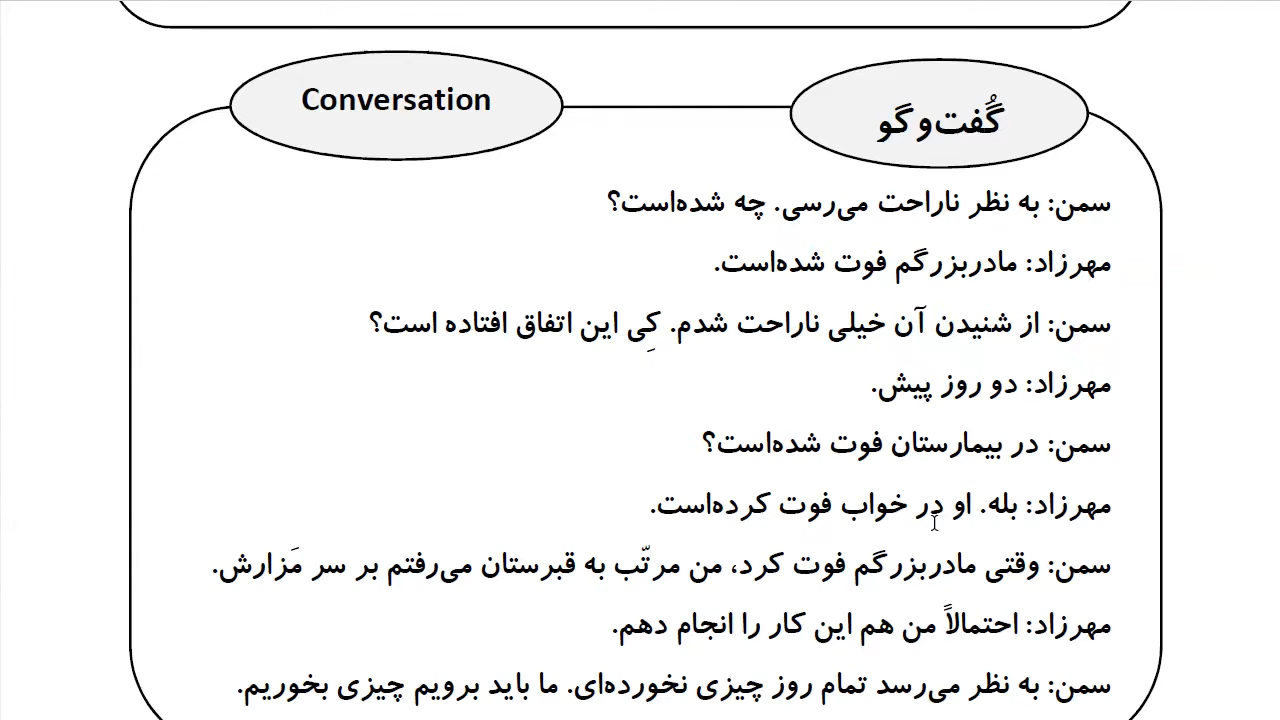 Conversation
گُفت‌و‌گو
سمن: به نظر ناراحت می‌رسی. چه شده‌است؟
مهرزاد: مادربزرگم فوت شده‌است.
سمن: از شنیدن آن خیلی ناراحت شدم. کِی این اتفاق افتاده است؟
مهرزاد: دو روز پیش.
سمن: در بیمارستان فوت شده‌است؟
مهرزاد: بله. او در خواب فوت کرده‌است.
سمن: وقتی مادربزرگم فوت کرد، من مرتّب به قبرستان می‌رفتم بر سر مَزارش.
مهرزاد: احتمالاً من هم این کار را انجام دهم.
سمن: به نظر می‌رسد تمام روز چیزی نخورده‌ای. ما باید برویم چیزی بخوریم.